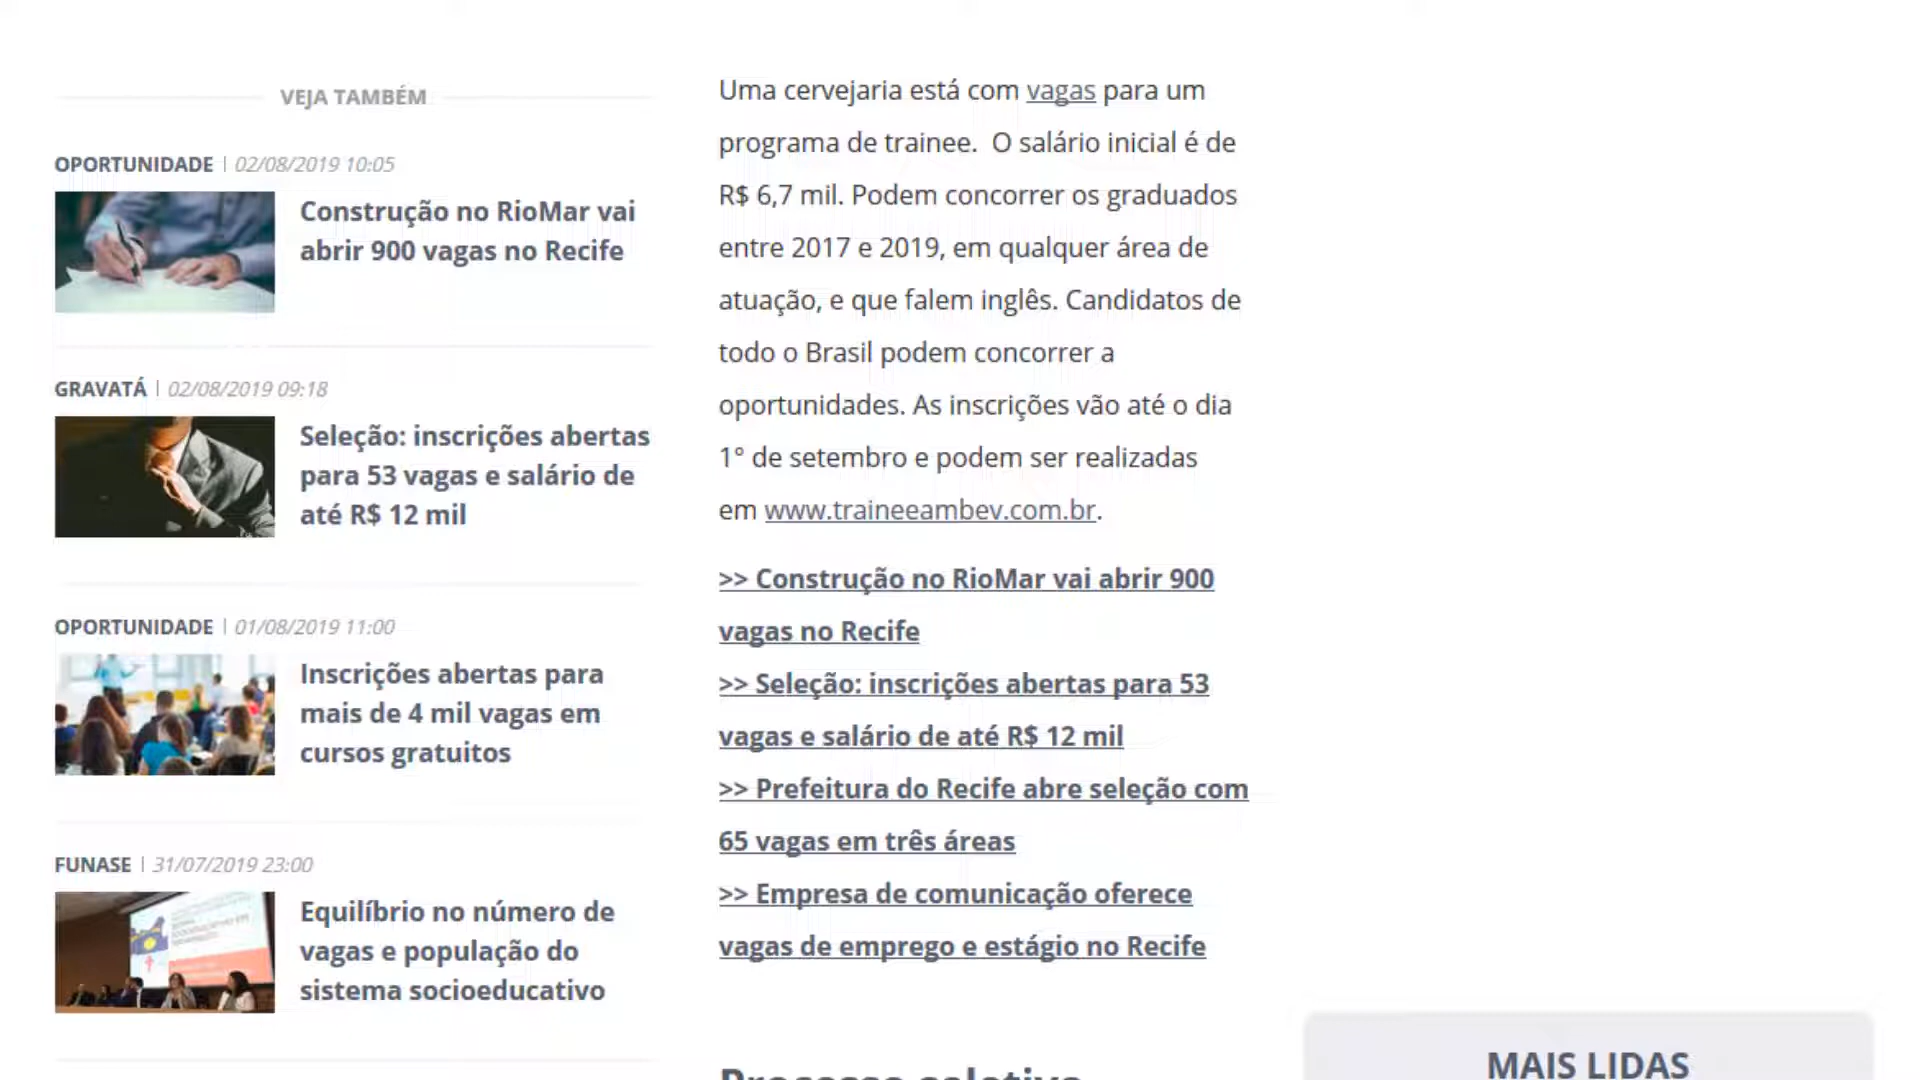 VEJA TAMBÉM
OPORTUNIDADE | 02/08/2019 10:05
Construção no RioMar vai
abrir 900 vagas no Recife
GRAVATÁ | 02/08/2019 09:18
Seleção: inscrições abertas
para 53 vagas e salário de
até R$ 12 mil
OPORTUNIDADE | 01/08/2019 11:00
Inscrições abertas para
mais de 4 mil vagas em
cursos gratuitos
FUNASE | 31/07/2019 23:00
Equilíbrio no número de
vagas e população do
sistema socioeducativo
Uma cervejaria está com vagas para um
programa de trainee. O salário inicial é de
R$ 6,7 mil. Podem concorrer os graduados
entre 2017 e 2019, em qualquer área de
atuação, e que falem inglês. Candidatos de
todo o Brasil podem concorrer a
oportunidades. As inscrições vão até o dia
1° de setembro e podem ser realizadas
em www.traineeambev.com.br.
>> Construção no RioMar vai abrir 900
vagas no Recife
>> Seleção: inscrições abertas para 53
vagas e salário de até R$ 12 mil
>> Prefeitura do Recife abre seleção com
65 vagas em três áreas
>> Empresa de comunicação oferece
vagas de emprego e estágio no Recife
Processo seletivo
MAIS LIDAS